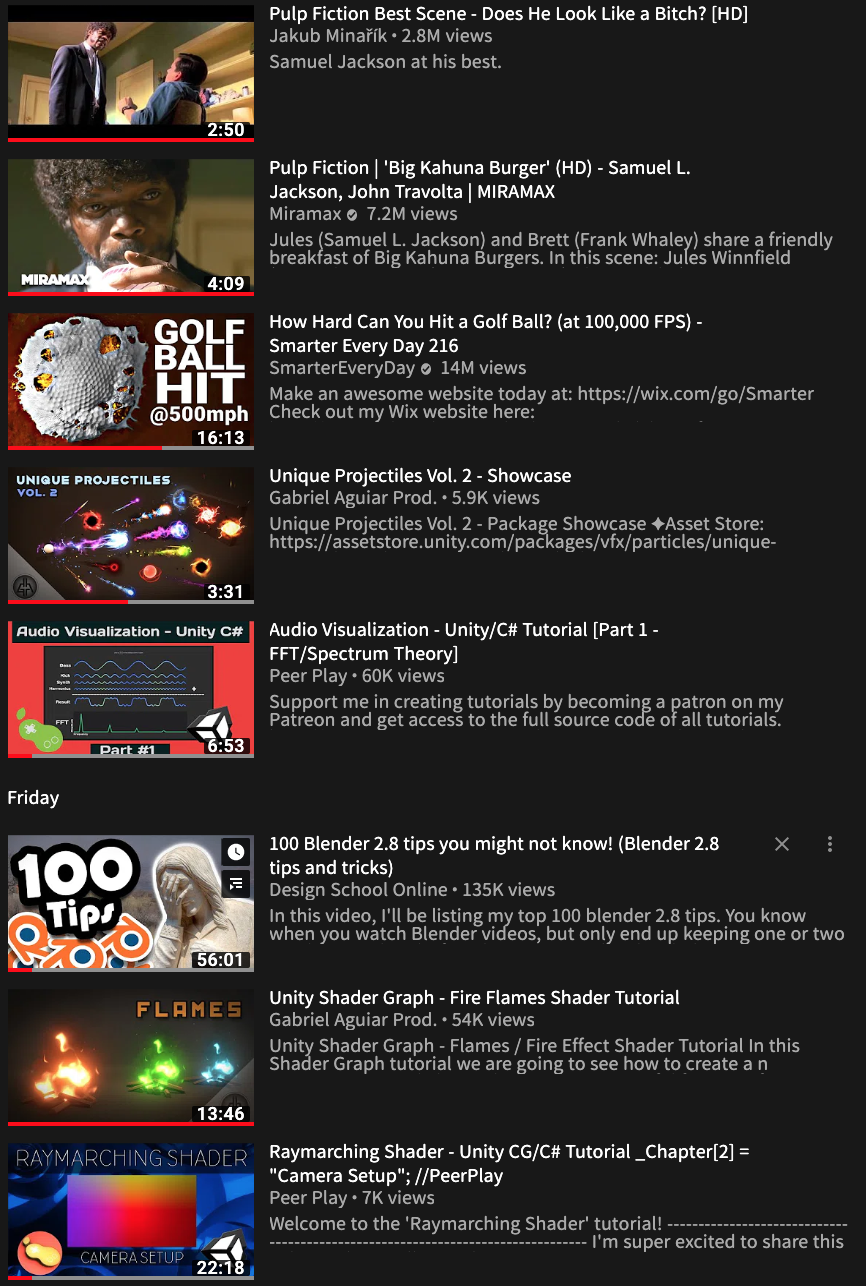 Pulp Fiction Best Scene - Does He Look Like a Bitch? [HD]
Jakub Minařík • 2.8M views
Samuel Jackson at his best.
2:50
Pulp Fiction | 'Big Kahuna Burger' (HD) - Samuel L.
Jackson, John Travolta | MIRAMAX
Miramax 7.2M views
Jules (Samuel L. Jackson) and Brett (Frank Whaley) share a friendly
breakfast of Big Kahuna Burgers. In this scene: Jules Winnfield
MIRAMAX
4:09
How Hard Can You Hit a Golf Ball? (at 100,000 FPS) -
Smarter Every Day 216
SmarterEveryDay 14M views
Make an awesome website today at: https://wix.com/go/Smarter
Check out my Wix website here:
GOLF
BALL
HIT
@500mph
16:13
Unique Projectiles Vol. 2 - Showcase
Gabriel Aguiar Prod. • 5.9K views
Unique Projectiles Vol. 2 - Package Showcase ✦Asset Store:
https://assetstore.unity.com/packages/vfx/particles/unique-
UNIQUE PROJECTILES
VOL. 2
3:31
Audio Visualization - Unity/C# Tutorial [Part 1 -
FFT/Spectrum Theory]
Peer Play • 60K views
Support me in creating tutorials by becoming a patron on my
Patreon and get access to the full source code of all tutorials.
Audio Visualization - Unity C#
Bass
Kick
Synth
Harmonics
Result
FFT
Part #1
6:53
Friday
100 Blender 2.8 tips you might not know! (Blender 2.8
tips and tricks)
Design School Online • 135K views
In this video, I'll be listing my top 100 blender 2.8 tips. You know
when you watch Blender videos, but only end up keeping one or two
100
Tips
56:01
Unity Shader Graph - Fire Flames Shader Tutorial
Gabriel Aguiar Prod. • 54K views
Unity Shader Graph - Flames / Fire Effect Shader Tutorial In this
Shader Graph tutorial we are going to see how to create a n
FLAMES
13:46
Raymarching Shader - Unity CG/C# Tutorial _Chapter[2] =
"Camera Setup"; //PeerPlay
Peer Play • 7K views
Welcome to the 'Raymarching Shader' tutorial! -----------------------------
--------------------------------------------------- I'm super excited to share this
RAYMARCHING SHADER
CAMERA SETUP
22:18